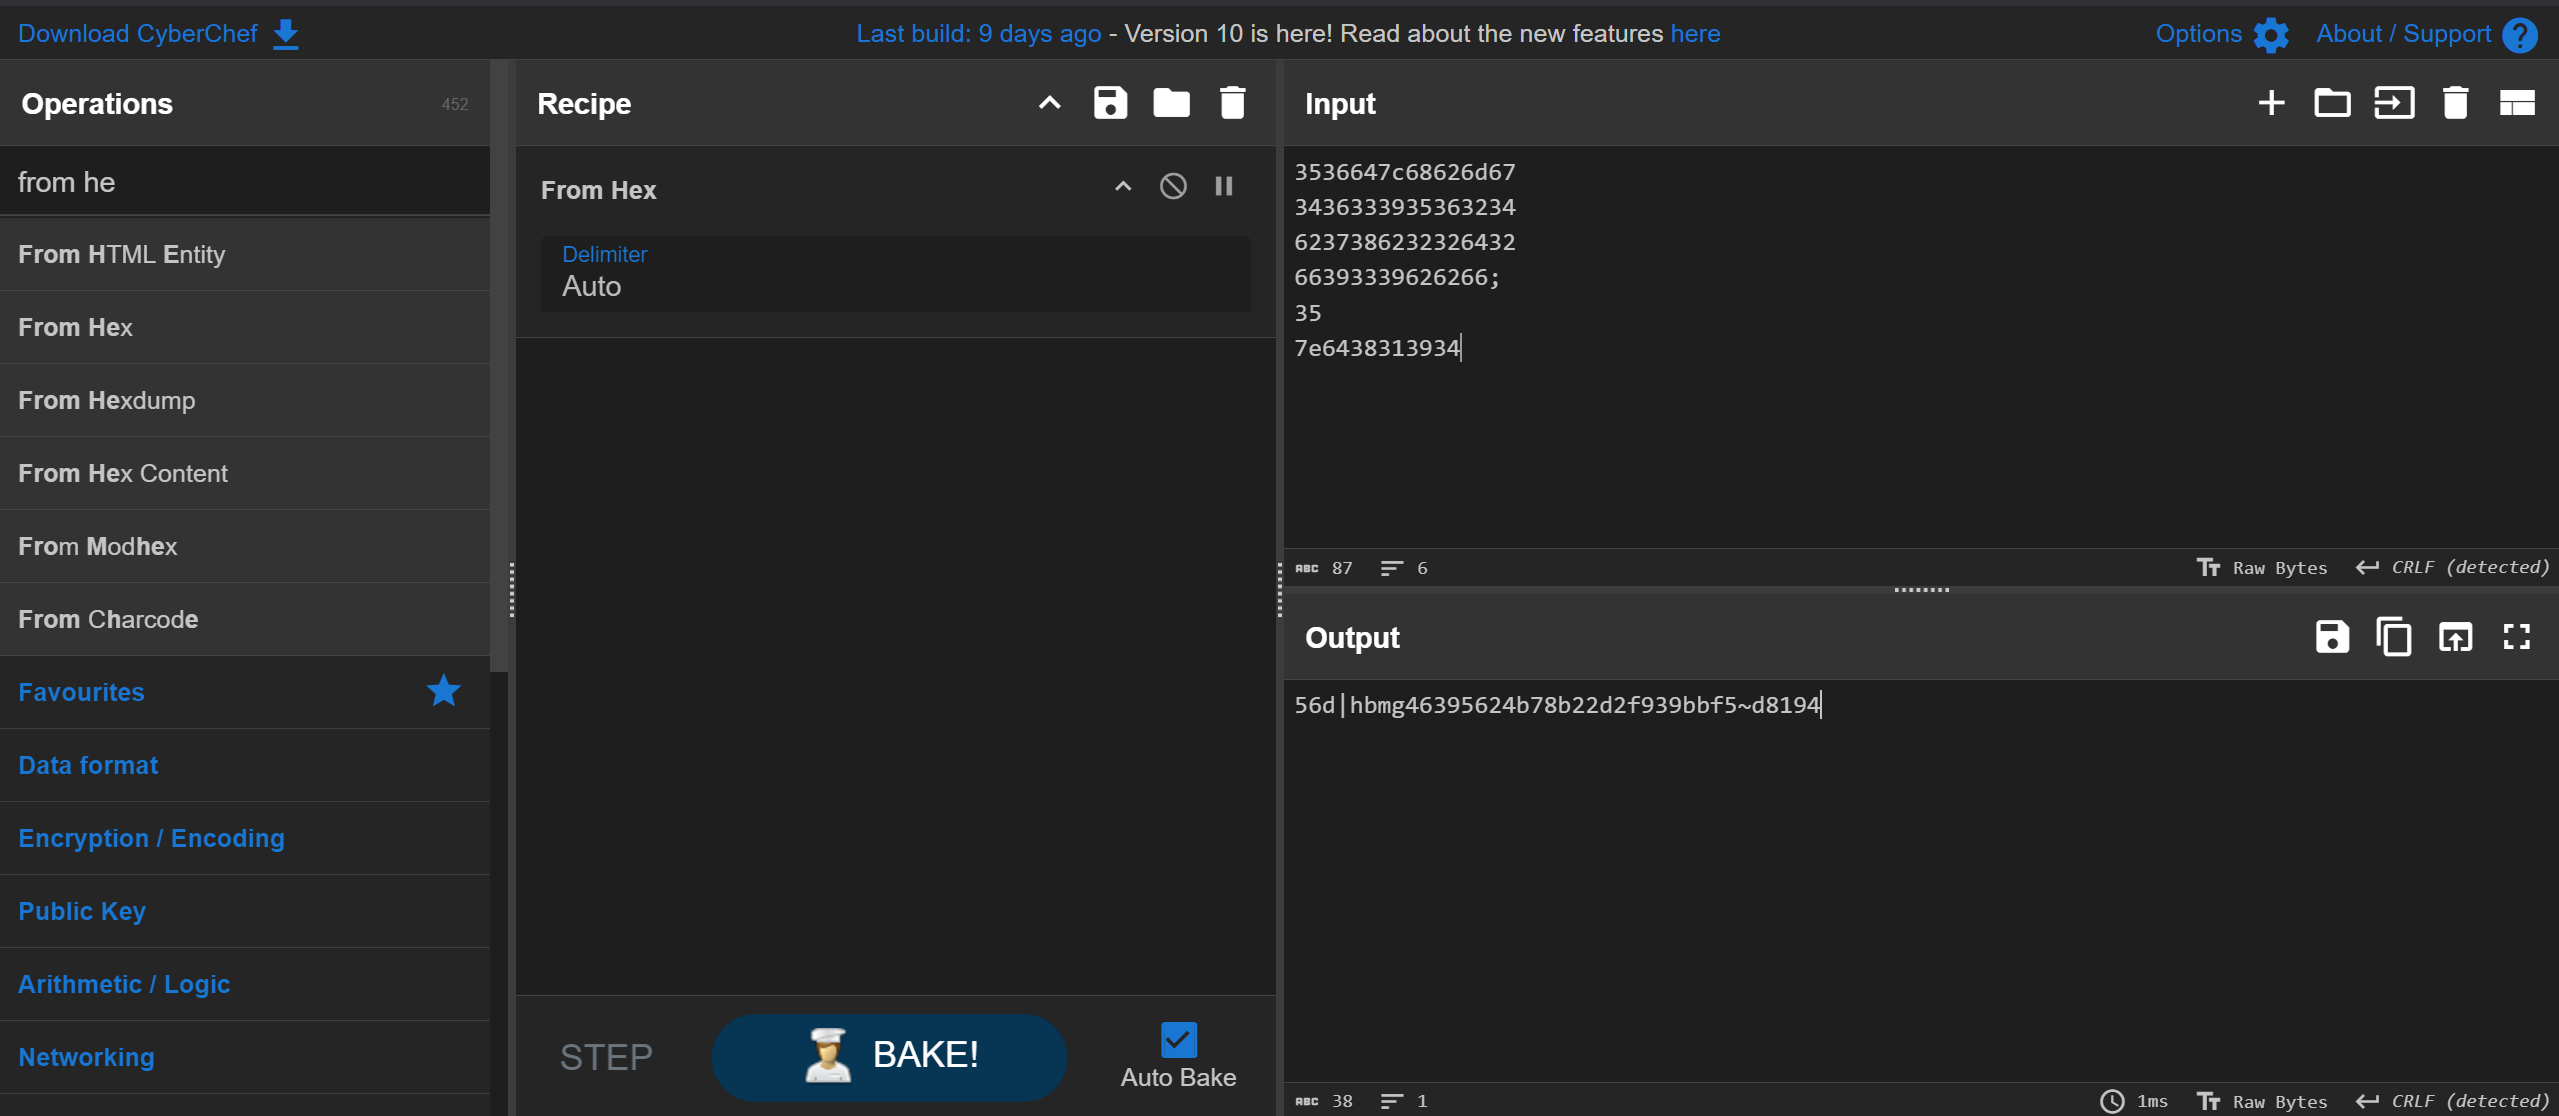 Download CyberChef
Last build: 9 days ago - Version 10 is here! Read about the new features here
Options
About / Support
?
Operations
452
from he
From HTML Entity
From Hex
From Hexdump
From Hex Content
From Modhex
From Charcode
Favourites
Data format
Encryption / Encoding
Public Key
Arithmetic / Logic
Networking
Recipe
From Hex
Delimiter
Auto
STEP
BAKE!
Auto Bake
Input
3536647c68626d67
3436333935363234
6237386232326432
66393339626266;
35
7e6438313934
ABC 87 6
Tт Raw Bytes CRLF (detected)
Output
56d|hbmg46395624b78b22d2f939bbf5~d8194
ABC 38 1
1ms Tт Raw Bytes CRLF (detected)